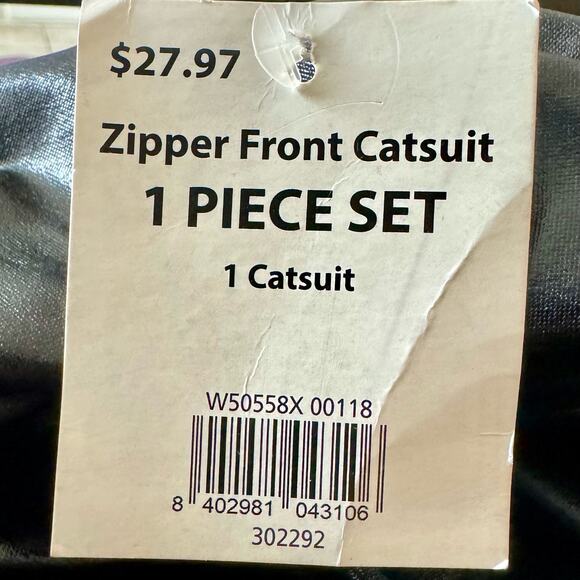 $27.97
Zipper Front Catsuit
1 PIECE SET
1 Catsuit
W50558X 00118
8 402981 043106
302292